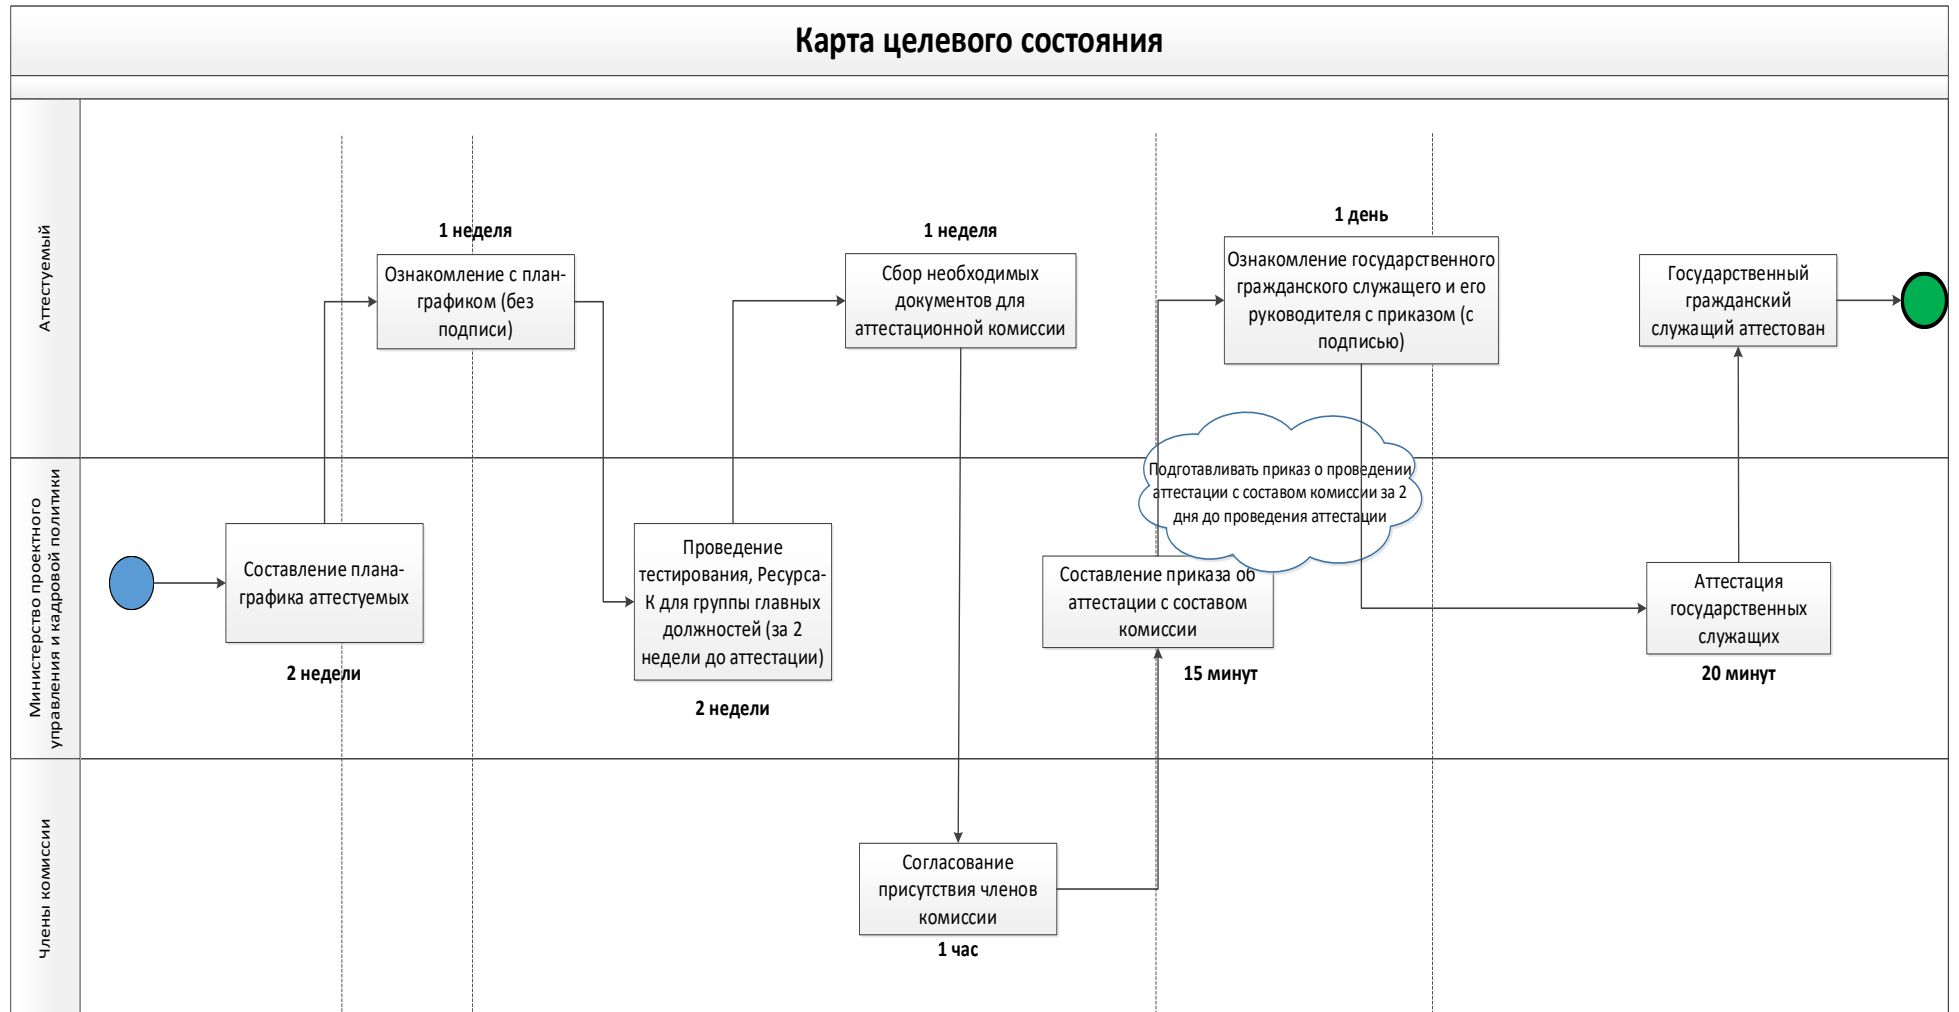 Карта целевого состояния
Аттестуемый
1 неделя
Ознакомление с план-
графиком (без
подписи)
1 неделя
Сбор необходимых
документов для
аттестационной комиссии
1 день
Ознакомление государственного
гражданского служащего и его
руководителя с приказом (с
подписью)
Государственный
гражданский
служащий аттестован
Министерство проектного
управления и кадровой политики
Составление плана-
графика аттестуемых
2 недели
Проведение
тестирования, Ресурса-
К для группы главных
должностей (за 2
недели до аттестации)
2 недели
Подготавливать приказ о проведении
аттестации с составом комиссии за 2
дня до проведения аттестации
Составление приказа об
аттестации с составом
комиссии
15 минут
Аттестация
государственных
служащих
20 минут
Члены комиссии
Согласование
присутствия членов
комиссии
1 час